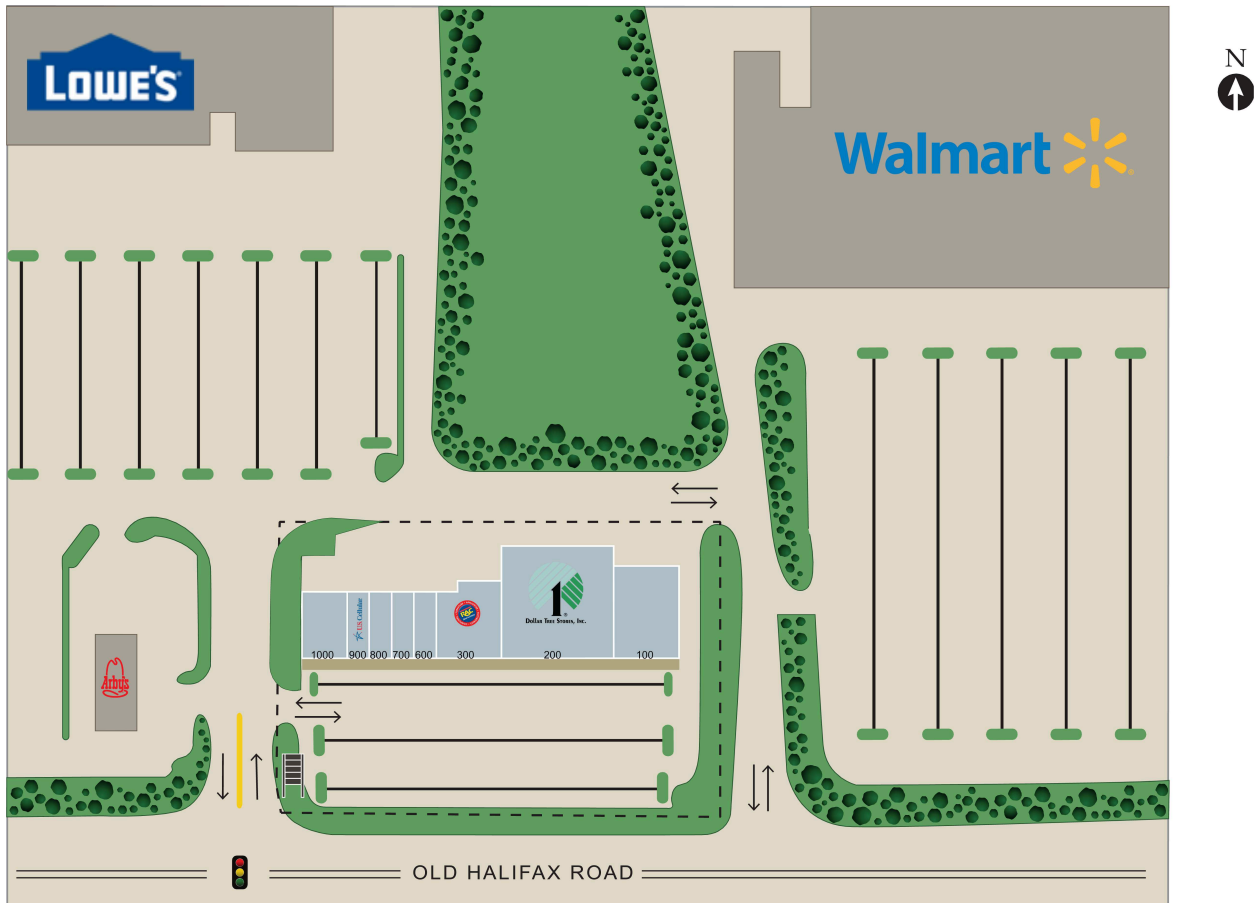 LOWE'S
N
Walmart
US Cellular
R&C
1
Dollar Tree Stores, Inc.
1000 900 800 700 600 300 200 100
Arby's
OLD HALIFAX ROAD